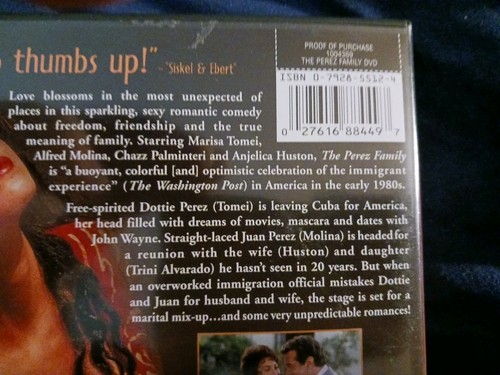 thumbs up!"
~ "Siskel & Ebert"
PROOF OF PURCHASE
1004369
THE PEREZ FAMILY DVD
ISBN 0-7928-5512-4
0 27616 88449 7
Love blossoms in the most unexpected of
places in this sparkling, sexy romantic comedy
about freedom, friendship and the true
meaning of family. Starring Marisa Tomei,
Alfred Molina, Chazz Palminteri and Anjelica Huston, The Perez Family
is "a buoyant, colorful [and] optimistic celebration of the immigrant
experience" (The Washington Post) in America in the early 1980s.
Free-spirited Dottie Perez (Tomei) is leaving Cuba for America,
her head filled with dreams of movies, mascara and dates with
John Wayne. Straight-laced Juan Perez (Molina) is headed for
a reunion with the wife (Huston) and daughter
(Trini Alvarado) he hasn't seen in 20 years. But when
an overworked immigration official mistakes Dottie
and Juan for husband and wife, the stage is set for a
marital mix-up...and some very unpredictable romances!